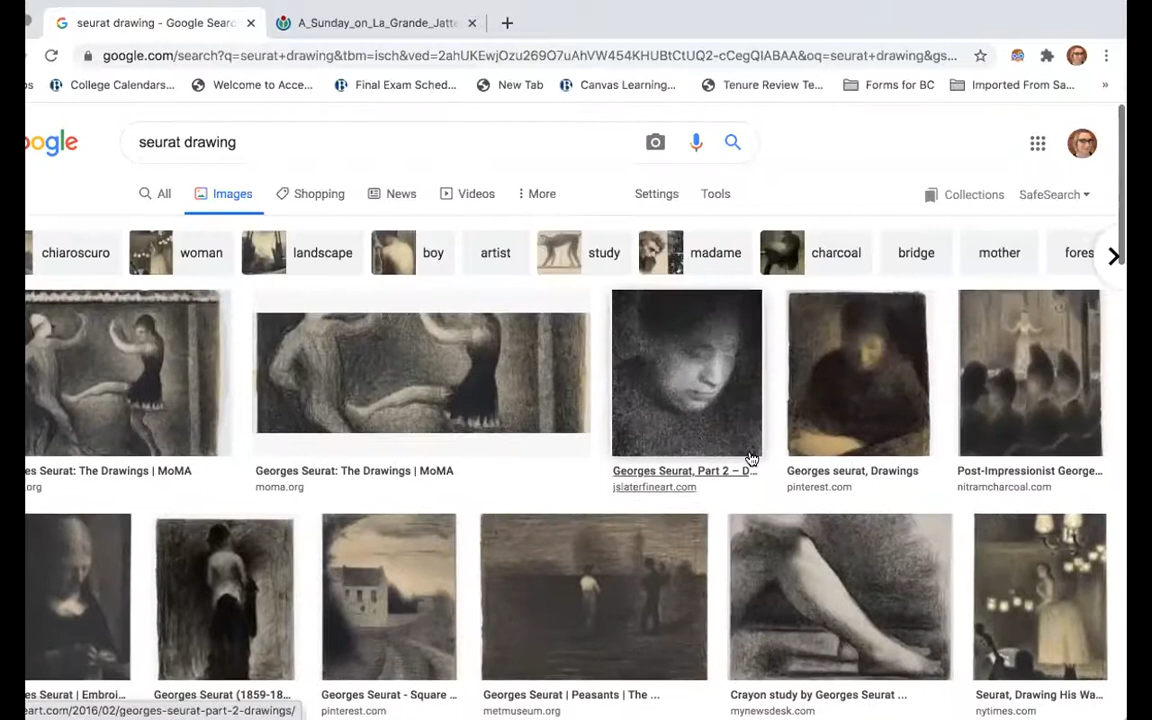 seurat drawing - Google Searc
A_Sunday_on_La_Grande_Jatte
google.com/search?q=seurat+drawing&tbm=isch&ved=2ahUKEwjOzu269O7uAhVW454KHUBtCtUQ2-cCegQIABAA&oq=seurat+drawing&gs...
College Calendars...
Welcome to Acce...
Final Exam Sched...
New Tab
Canvas Learning...
Tenure Review Te...
Forms for BC
Imported From Sa...
»
oogle
seurat drawing
All
Images
Shopping
News
Videos
More
Settings
Tools
Collections
SafeSearch
chiaroscuro
woman
landscape
boy
artist
study
madame
charcoal
bridge
mother
fores
es Seurat: The Drawings | MoMA
Georges Seurat: The Drawings | MoMA
Georges Seurat, Part 2 – D...
Georges seurat, Drawings
Post-Impressionist George...
.org
moma.org
jslaterfineart.com
pinterest.com
nitramcharcoal.com
es Seurat | Embroi...
Georges Seurat (1859-18...
Georges Seurat - Square ...
Georges Seurat | Peasants | The ...
Crayon study by Georges Seurat ...
Seurat, Drawing His Wa...
eart.com/2016/02/georges-seurat-part-2-drawings/
pinterest.com
metmuseum.org
mynewsdesk.com
nytimes.com